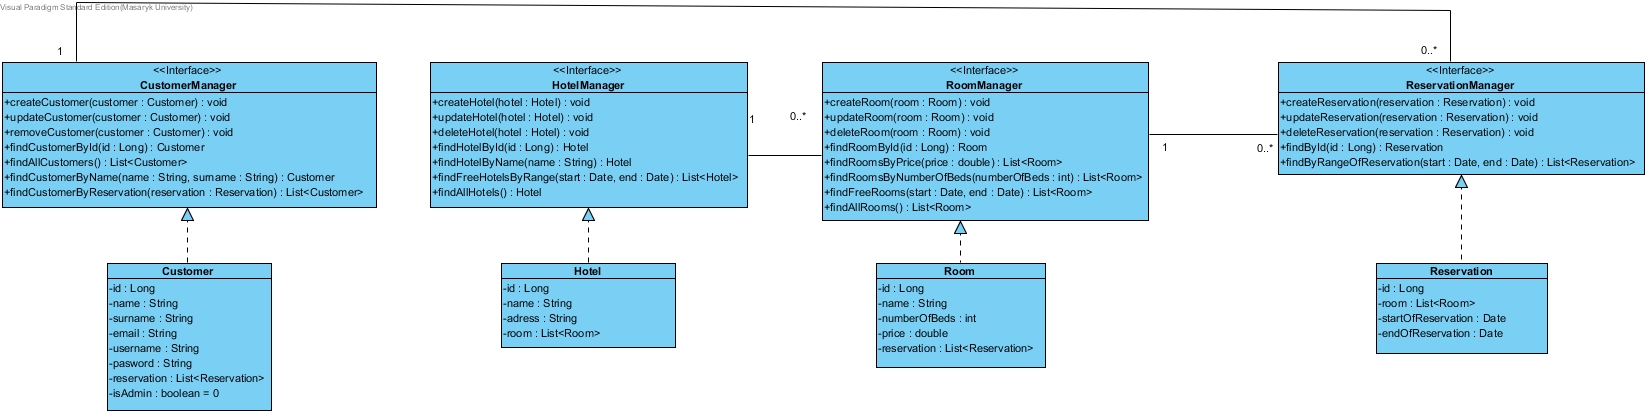 Visual Paradigm Standard Edition(Masaryk University)
1
0..*
<<Interface>>
CustomerManager
+createCustomer(customer : Customer) : void
+updateCustomer(customer : Customer) : void
+removeCustomer(customer : Customer) : void
+findCustomerById(id : Long) : Customer
+findAllCustomers() : List<Customer>
+findCustomerByName(name : String, surname : String) : Customer
+findCustomerByReservation(reservation : Reservation) : List<Customer>
<<Interface>>
HotelManager
+createHotel(hotel : Hotel) : void
+updateHotel(hotel : Hotel) : void
+deleteHotel(hotel : Hotel) : void
+findHotelById(id : Long) : Hotel
+findHotelByName(name : String) : Hotel
+findFreeHotelsByRange(start : Date, end : Date) : List<Hotel>
+findAllHotels() : Hotel
1
0..*
<<Interface>>
RoomManager
+createRoom(room : Room) : void
+updateRoom(room : Room) : void
+deleteRoom(room : Room) : void
+findRoomById(id : Long) : Room
+findRoomsByPrice(price : double) : List<Room>
+findRoomsByNumberOfBeds(numberOfBeds : int) : List<Room>
+findFreeRooms(start : Date, end : Date) : List<Room>
+findAllRooms() : List<Room>
1
0..*
<<Interface>>
ReservationManager
+createReservation(reservation : Reservation) : void
+updateReservation(reservation : Reservation) : void
+deleteReservation(reservation : Reservation) : void
+findById(id : Long) : Reservation
+findByRangeOfReservation(start : Date, end : Date) : List<Reservation>
Customer
-id : Long
-name : String
-surname : String
-email : String
-username : String
-pasword : String
-reservation : List<Reservation>
-isAdmin : boolean = 0
Hotel
-id : Long
-name : String
-adress : String
-room : List<Room>
Room
-id : Long
-name : String
-numberOfBeds : int
-price : double
-reservation : List<Reservation>
Reservation
-id : Long
-room : List<Room>
-startOfReservation : Date
-endOfReservation : Date